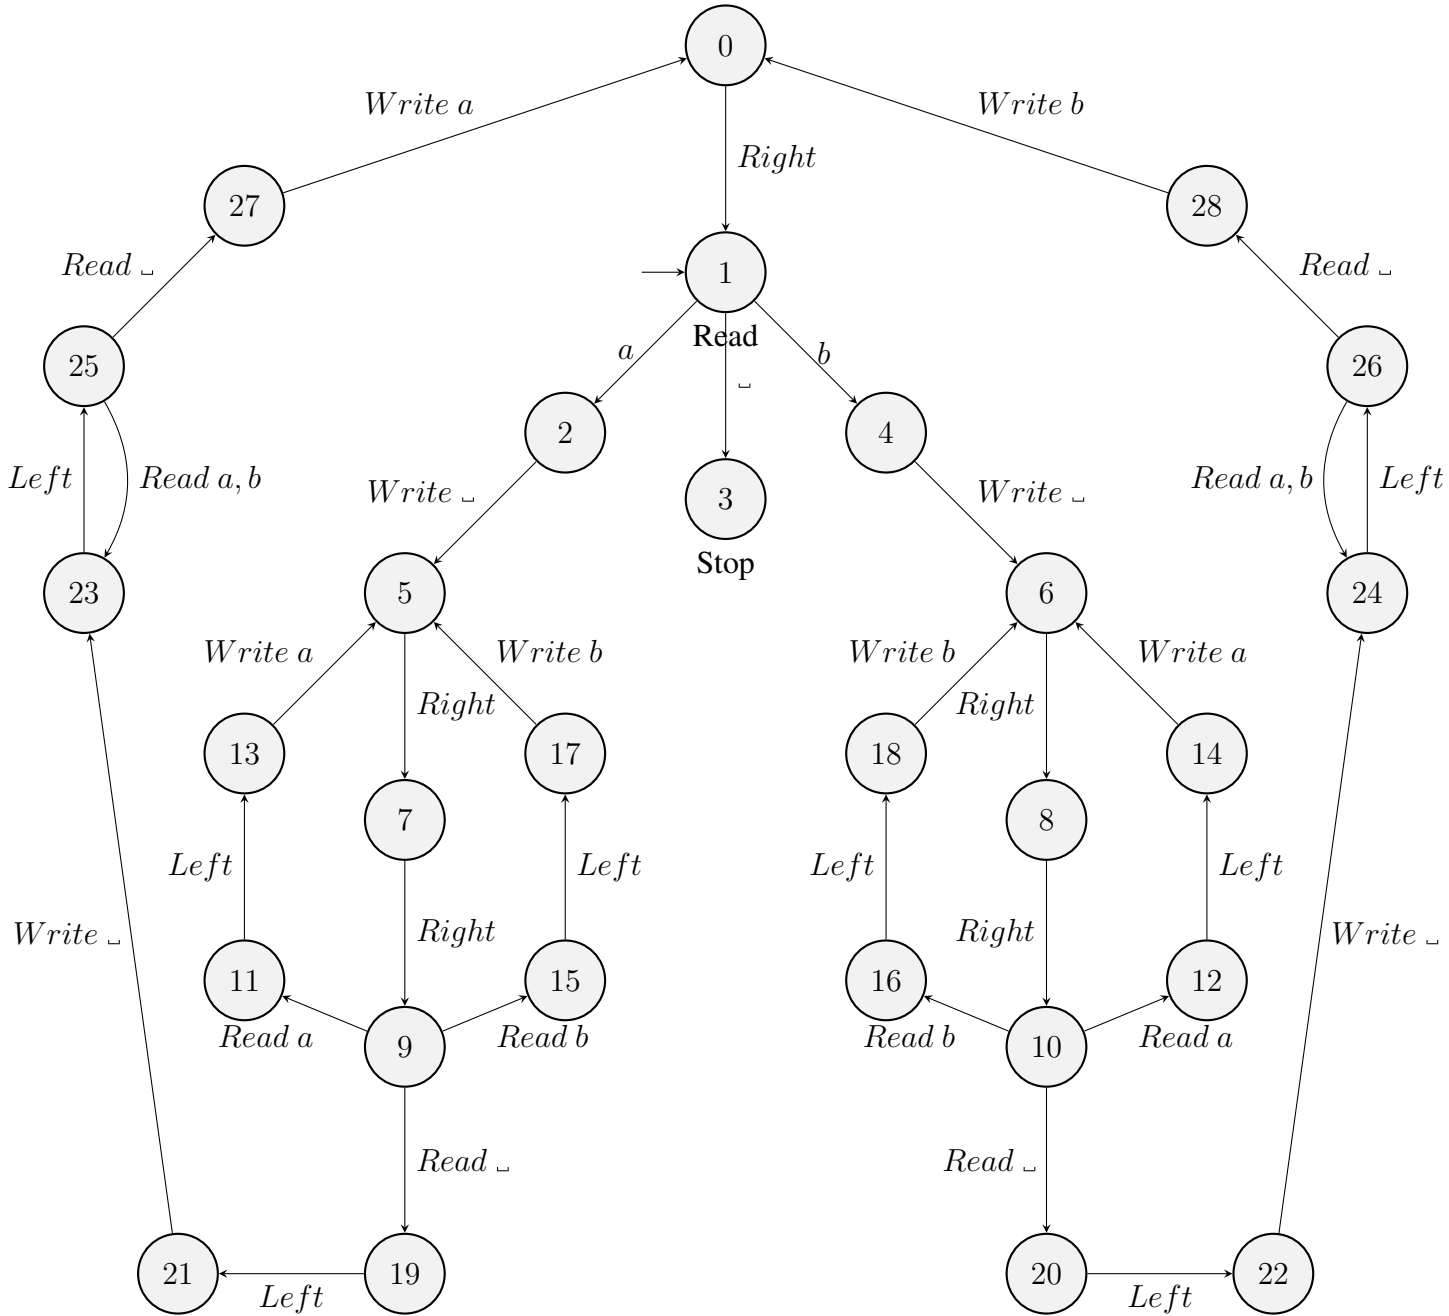 0
Write a
Write b
Right
27
28
Read ␣
Read ␣
1
Read
25
26
a
b
␣
2
4
Left
Read a, b
Read a, b
Left
Write ␣
3
Write ␣
Stop
23
5
6
24
Write a
Write b
Write b
Write a
Right
Right
13
17
18
14
7
8
Left
Left
Left
Left
Write ␣
Right
Right
Write ␣
11
15
16
12
Read a
9
Read b
Read b
10
Read a
Read ␣
Read ␣
21
19
20
22
Left
Left